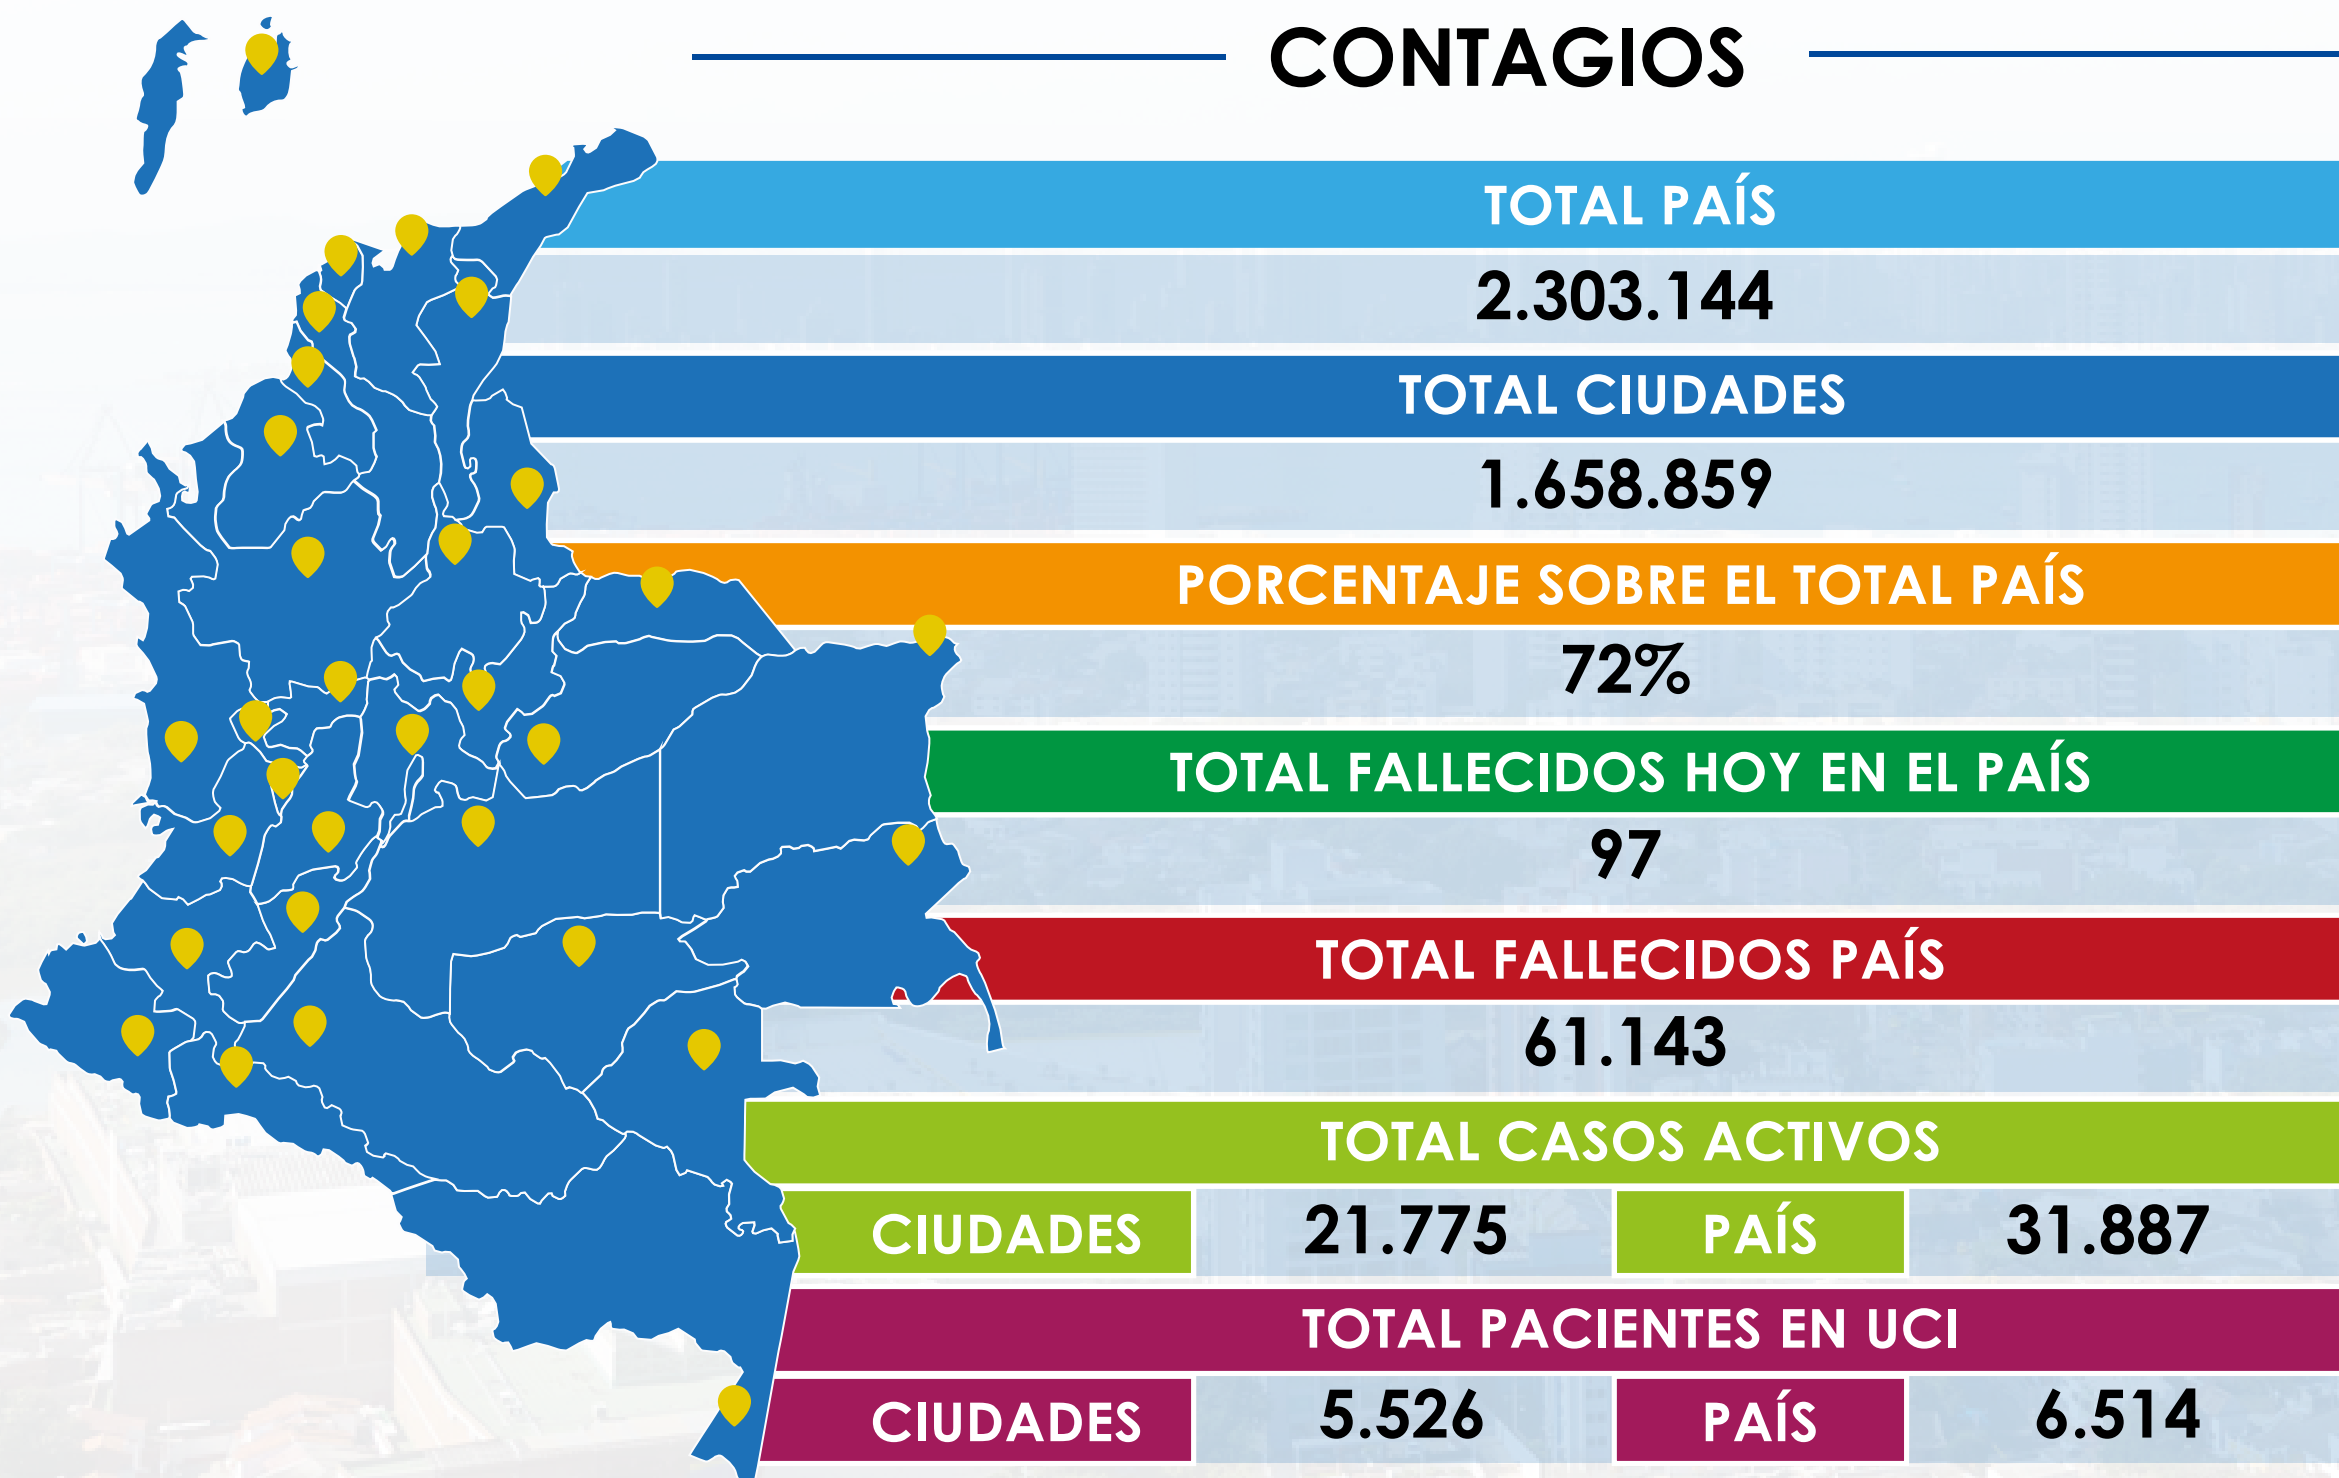 CONTAGIOS
TOTAL PAÍS
2.303.144
TOTAL CIUDADES
1.658.859
PORCENTAJE SOBRE EL TOTAL PAÍS
72%
TOTAL FALLECIDOS HOY EN EL PAÍS
97
TOTAL FALLECIDOS PAÍS
61.143
TOTAL CASOS ACTIVOS
CIUDADES 21.775 PAÍS 31.887
TOTAL PACIENTES EN UCI
CIUDADES 5.526 PAÍS 6.514